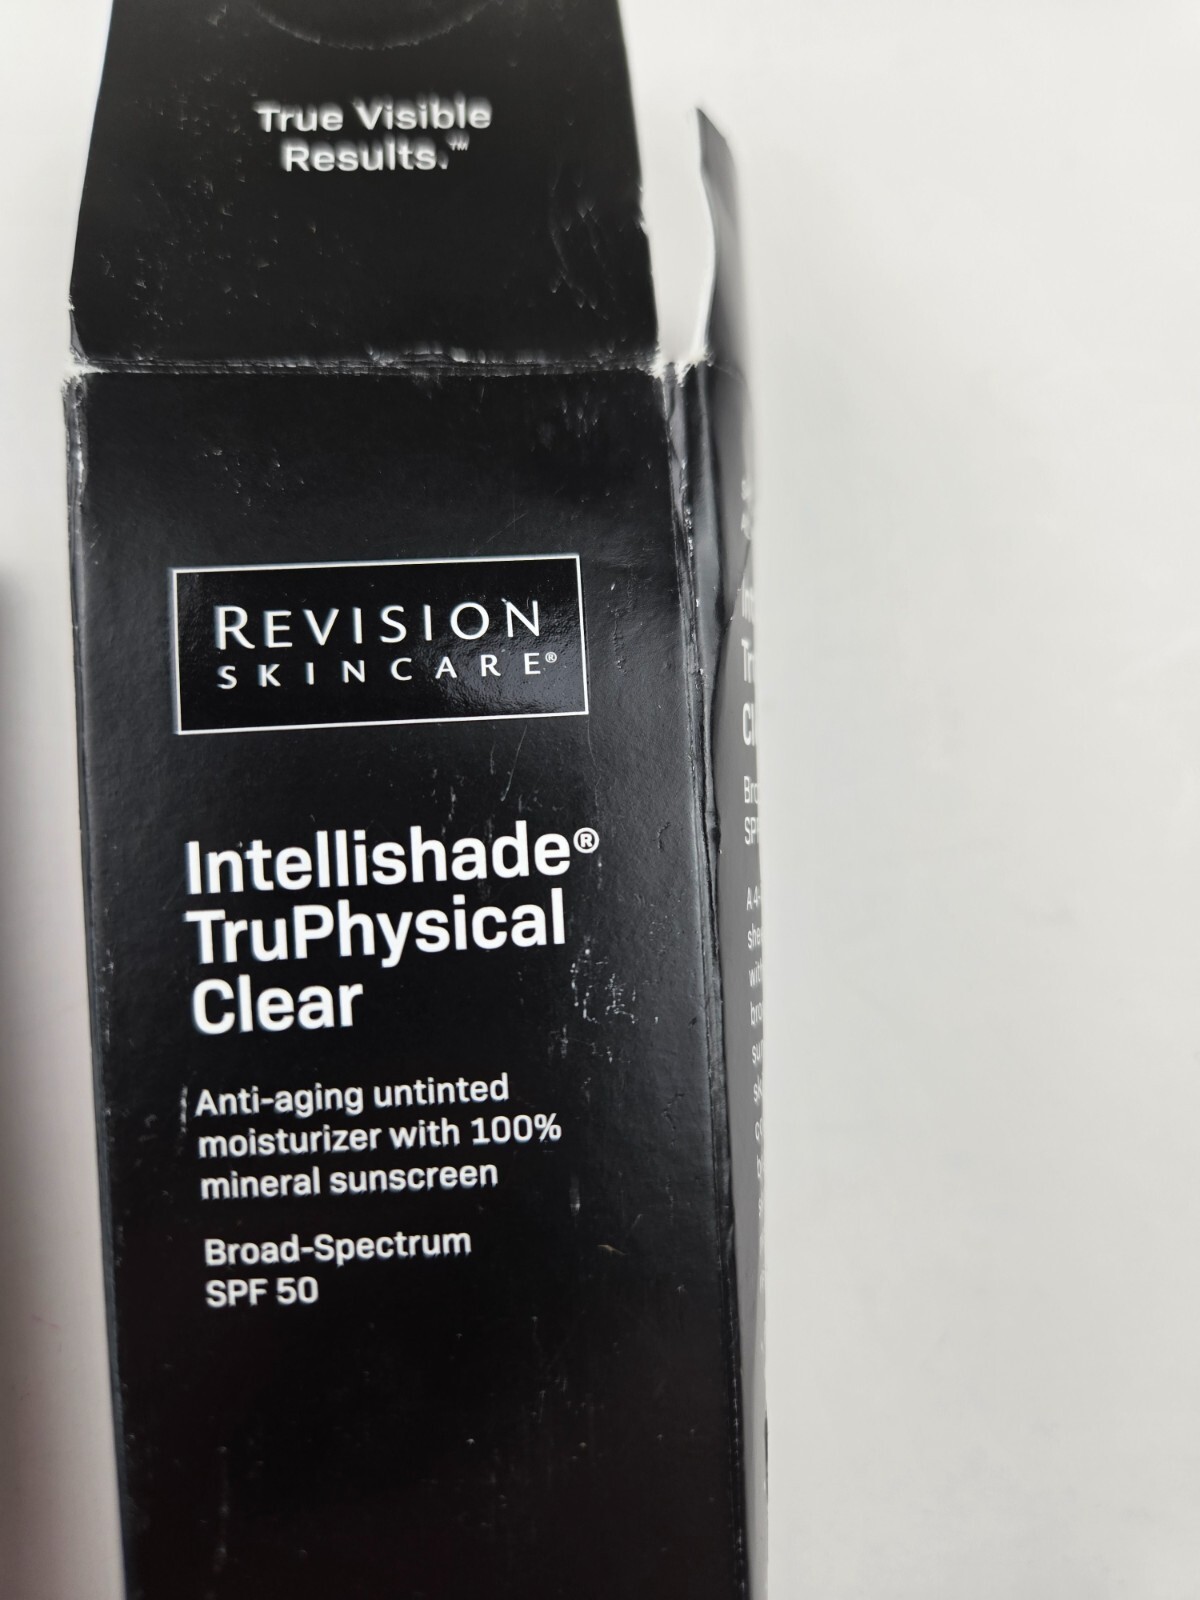 True Visible
Results.™
REVISION
SKINCARE®
Intellishade®
TruPhysical
Clear
Anti-aging untinted
moisturizer with 100%
mineral sunscreen
Broad-Spectrum
SPF 50